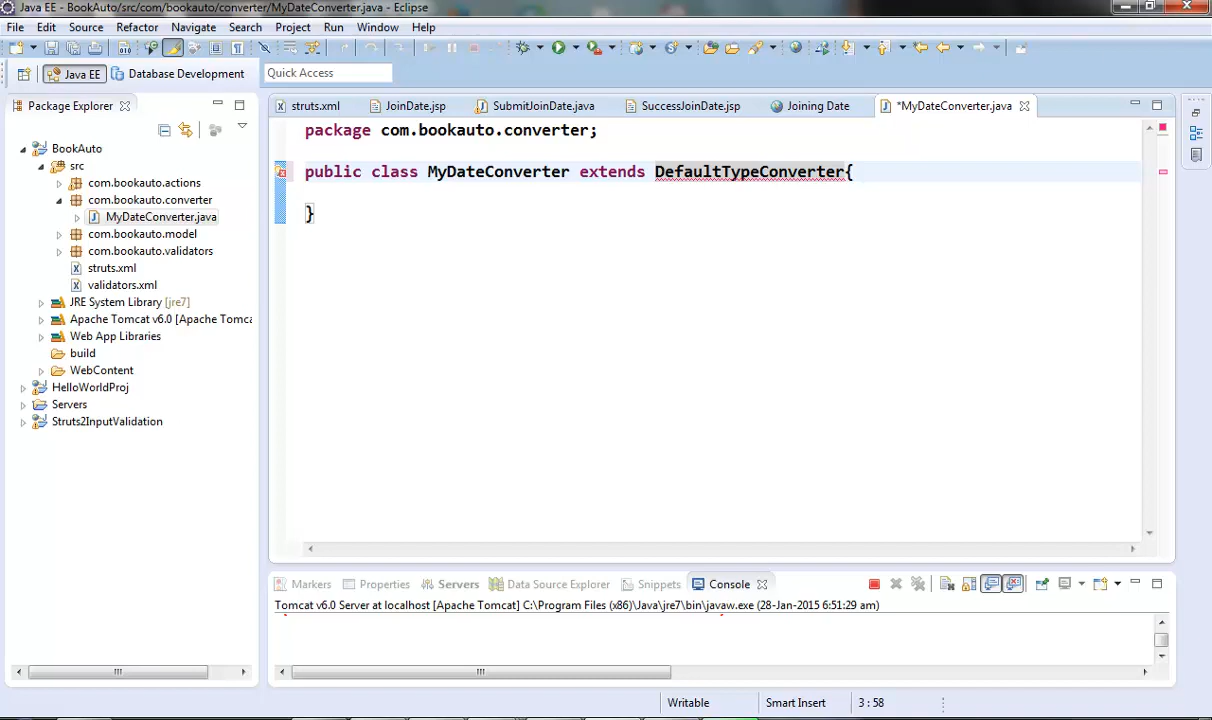 Java EE - BookAuto/src/com/bookauto/converter/MyDateConverter.java - Eclipse
File Edit Source Refactor Navigate Search Project Run Window Help
Java EE Database Development Quick Access
Package Explorer
struts.xml JoinDate.jsp SubmitJoinDate.java SuccessJoinDate.jsp Joining Date *MyDateConverter.java
BookAuto
src
com.bookauto.actions
com.bookauto.converter
MyDateConverter.java
com.bookauto.model
com.bookauto.validators
struts.xml
validators.xml
JRE System Library [jre7]
Apache Tomcat v6.0 [Apache Tomca
Web App Libraries
build
WebContent
HelloWorldProj
Servers
Struts2InputValidation
package com.bookauto.converter;
public class MyDateConverter extends DefaultTypeConverter{
}
Markers Properties Servers Data Source Explorer Snippets Console
Tomcat v6.0 Server at localhost [Apache Tomcat] C:\Program Files (x86)\Java\jre7\bin\javaw.exe (28-Jan-2015 6:51:29 am)
Writable Smart Insert 3 : 58